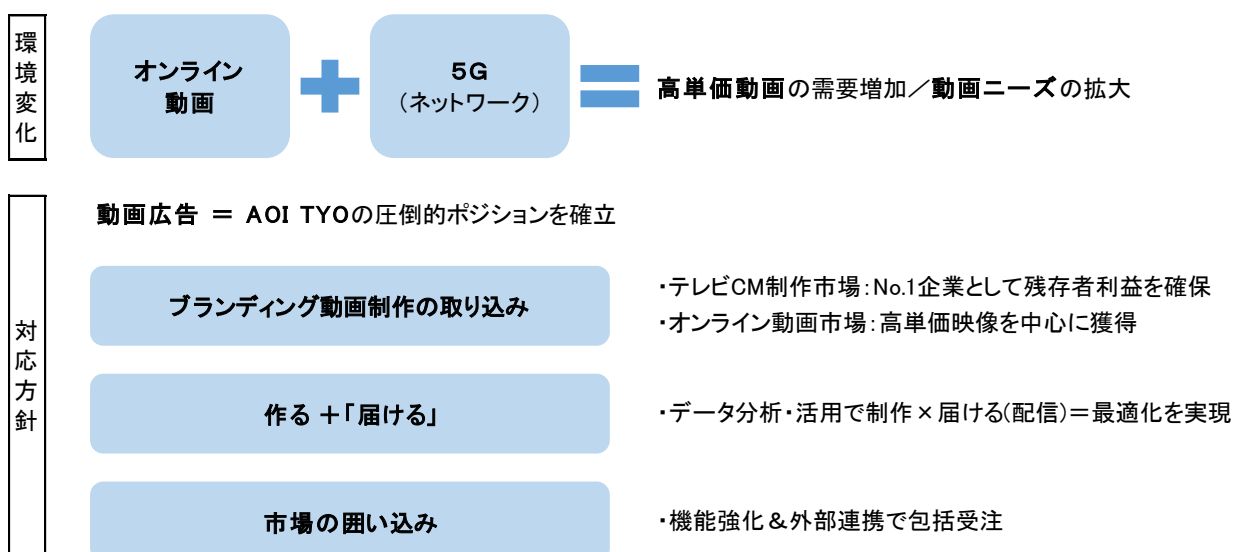 環境変化
オンライン
動画
5G
（ネットワーク）
高単価動画の需要増加／動画ニーズの拡大
対応方針
動画広告 ＝ AOI TYOの圧倒的ポジションを確立
ブランディング動画制作の取り込み
・テレビCM制作市場：No.1企業として残存者利益を確保
・オンライン動画市場：高単価映像を中心に獲得
作る ＋「届ける」
・データ分析・活用で制作×届ける(配信)＝最適化を実現
市場の囲い込み
・機能強化＆外部連携で包括受注